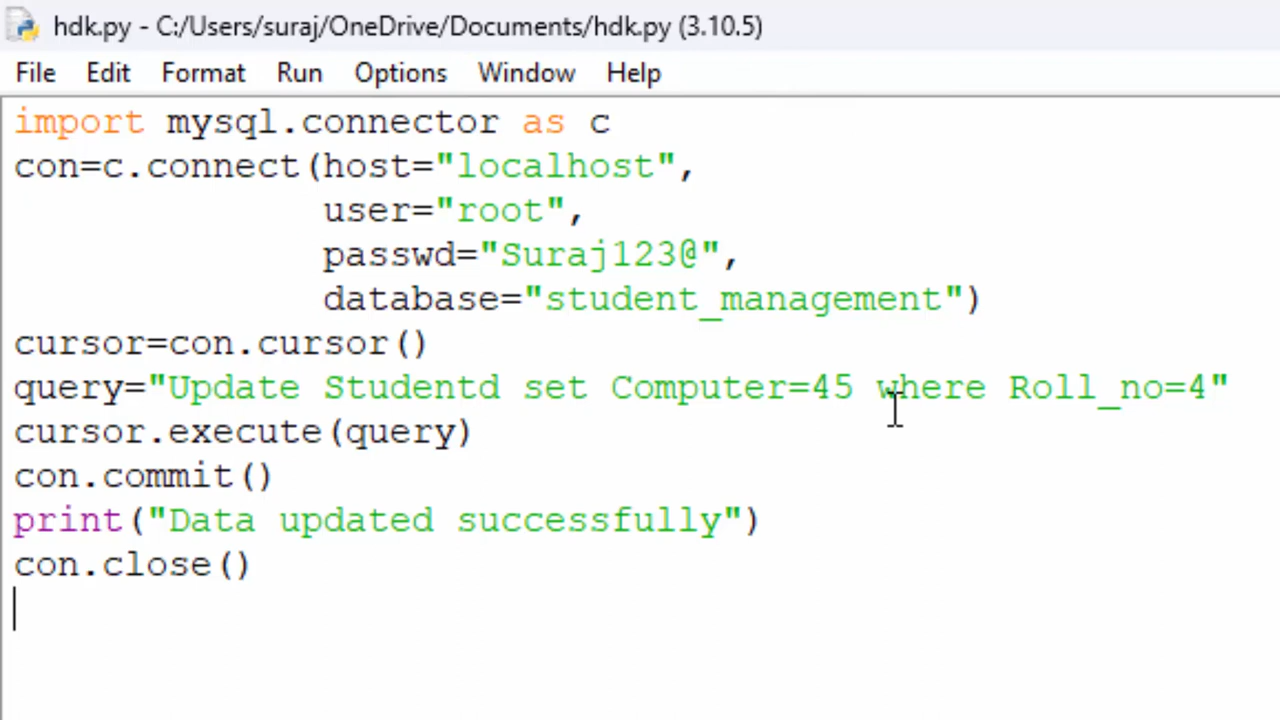 hdk.py - C:/Users/suraj/OneDrive/Documents/hdk.py (3.10.5)
File Edit Format Run Options Window Help
import mysql.connector as c
con=c.connect(host="localhost",
user="root",
passwd="Suraj123@",
database="student_management")
cursor=con.cursor()
query="Update Studentd set Computer=45 where Roll_no=4"
cursor.execute(query)
con.commit()
print("Data updated successfully")
con.close()